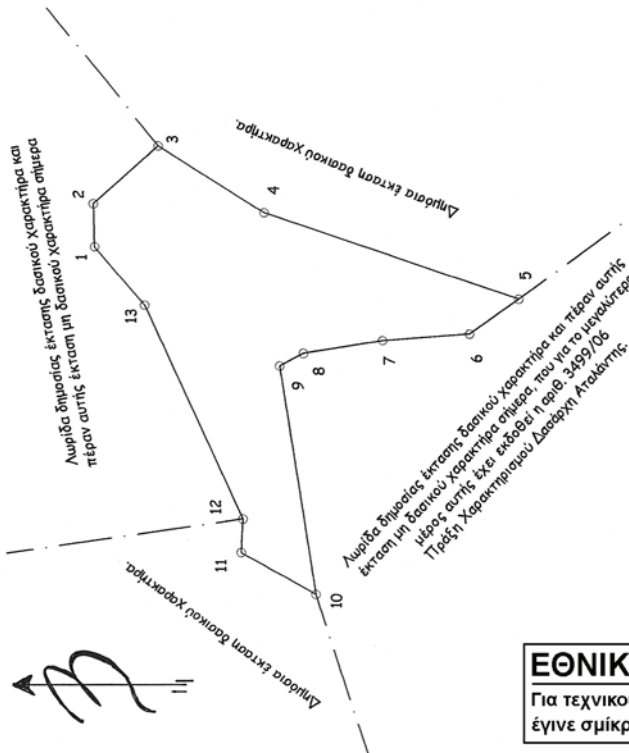 Λωρίδα δημοσίας έκτασης δασικού χαρακτήρα και
πέραν αυτής έκταση μη δασικού χαρακτήρα σήμερα
3
2
1
Δημόσια έκταση δασικού χαρακτήρα.
4
13
5
6
7
8
9
12
11
10
Δημόσια έκταση δασικού χαρακτήρα.
Λωρίδα δημοσίας έκτασης δασικού χαρακτήρα και πέραν αυτής
έκταση μη δασικού χαρακτήρα σήμερα, που για το μεγαλύτερο
μέρος αυτής έχει εκδοθεί η αριθ. 3499/06
Πράξη Χαρακτηρισμού Δασάρχη Αταλάντης.
ΕΘΝΙΚ
Για τεχνικο
έγινε σμίκρ